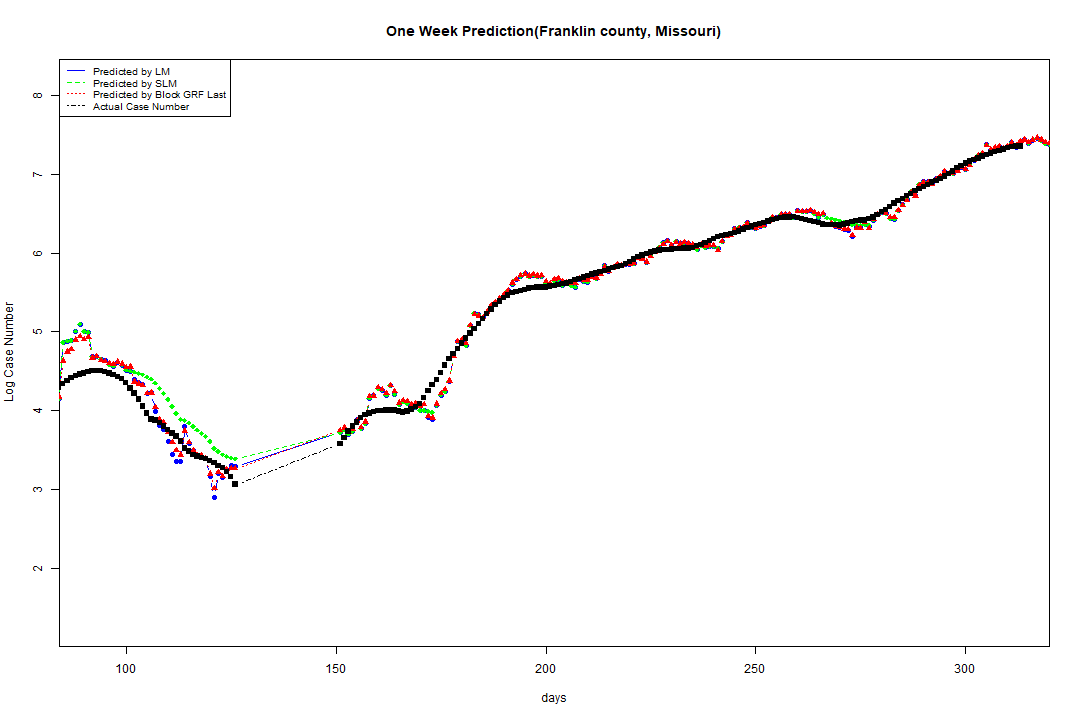 One Week Prediction(Franklin county, Missouri)
Predicted by LM
Predicted by SLM
Predicted by Block GRF Last
Actual Case Number
8
7
6
5
4
3
2
Log Case Number
100 150 200 250 300
days